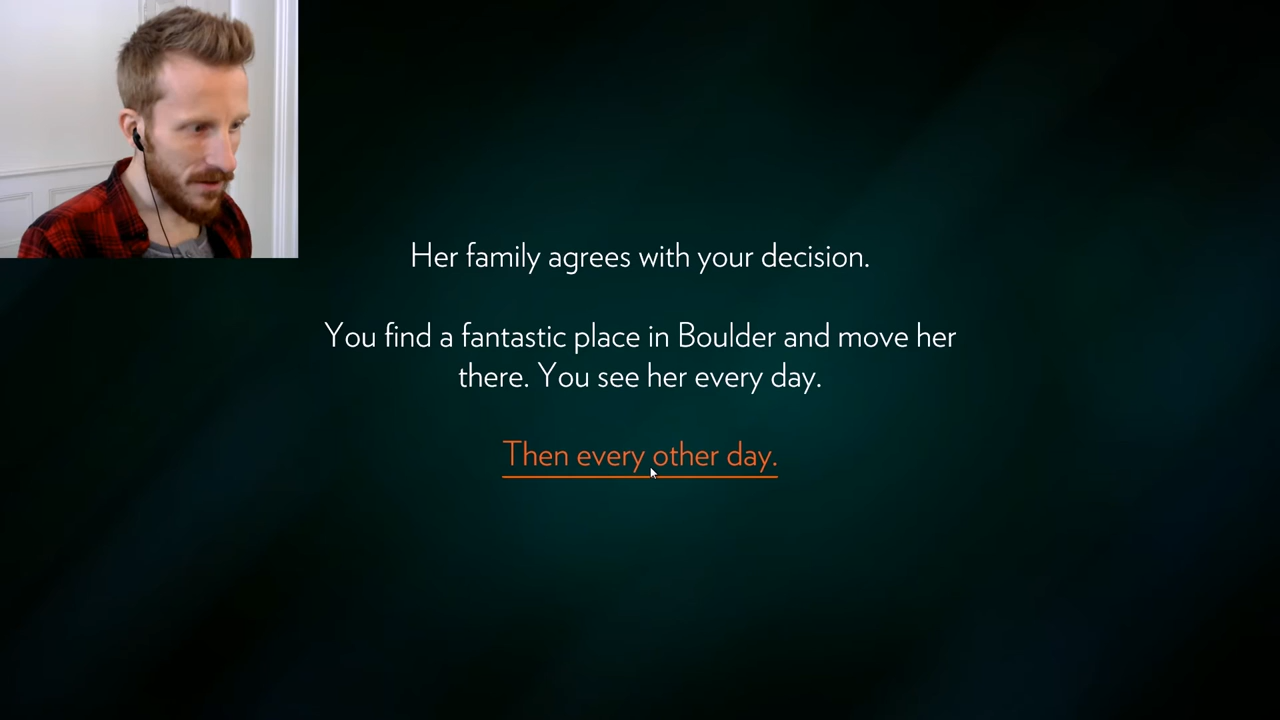 Her family agrees with your decision.
You find a fantastic place in Boulder and move her
there. You see her every day.
Then every other day.